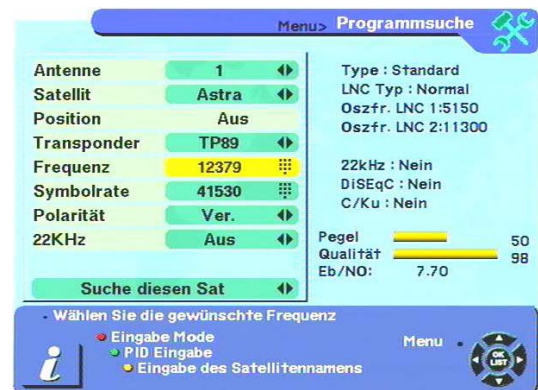 Menu> Programmsuche
Antenne 1
Satellit Astra
Position Aus
Transponder TP89
Frequenz 12379
Symbolrate 41530
Polarität Ver.
22KHz Aus
Suche diesen Sat
Type : Standard
LNC Typ : Normal
Oszfr. LNC 1:5150
Oszfr. LNC 2:11300
22kHz : Nein
DiSEqC : Nein
C/Ku : Nein
Pegel 50
Qualität 98
Eb/NO: 7.70
Wählen Sie die gewünschte Frequenz
Eingabe Mode
PID Eingabe
Eingabe des Satellitennamens
Menu
OK
LIST
i